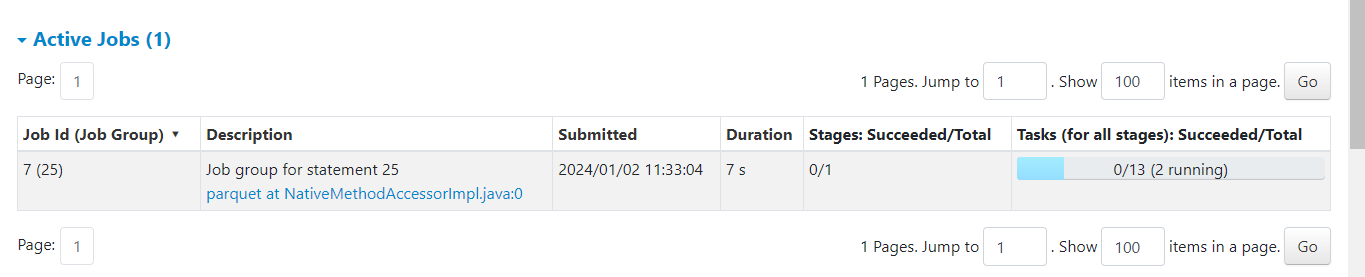 Active Jobs (1)
Page: 1
1 Pages. Jump to 1 . Show 100 items in a page. Go
Job Id (Job Group) ▾ Description Submitted Duration Stages: Succeeded/Total Tasks (for all stages): Succeeded/Total
7 (25) Job group for statement 25 2024/01/02 11:33:04 7 s 0/1 0/13 (2 running)
parquet at NativeMethodAccessorImpl.java:0
Page: 1
1 Pages. Jump to 1 . Show 100 items in a page. Go